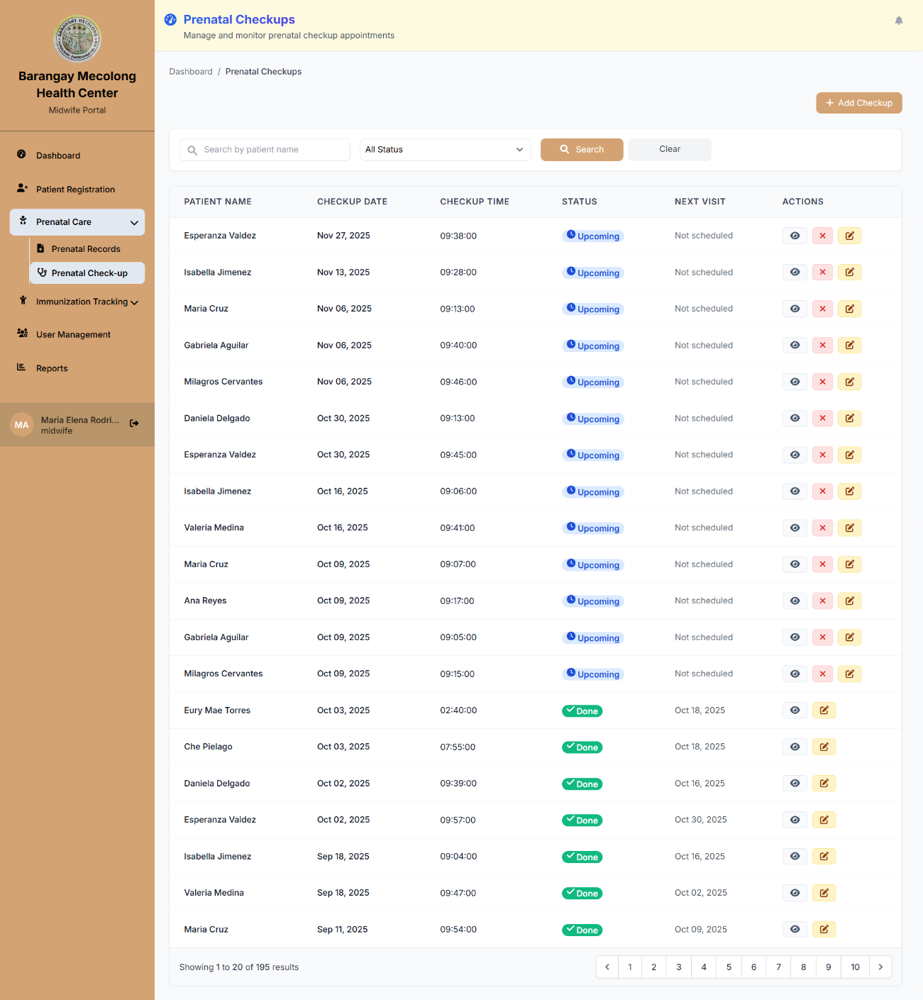 Barangay Mecolong
Health Center
Midwife Portal
Dashboard
Patient Registration
Prenatal Care
Prenatal Records
Prenatal Check-up
Immunization Tracking
User Management
Reports
MA
Maria Elena Rodri...
midwife
Prenatal Checkups
Manage and monitor prenatal checkup appointments
Dashboard / Prenatal Checkups
+ Add Checkup
Search by patient name All Status Search Clear
PATIENT NAME CHECKUP DATE CHECKUP TIME STATUS NEXT VISIT ACTIONS
Esperanza Valdez Nov 27, 2025 09:38:00 Upcoming Not scheduled
Isabella Jimenez Nov 13, 2025 09:28:00 Upcoming Not scheduled
Maria Cruz Nov 06, 2025 09:13:00 Upcoming Not scheduled
Gabriela Aguilar Nov 06, 2025 09:40:00 Upcoming Not scheduled
Milagros Cervantes Nov 06, 2025 09:46:00 Upcoming Not scheduled
Daniela Delgado Oct 30, 2025 09:13:00 Upcoming Not scheduled
Esperanza Valdez Oct 30, 2025 09:45:00 Upcoming Not scheduled
Isabella Jimenez Oct 16, 2025 09:06:00 Upcoming Not scheduled
Valeria Medina Oct 16, 2025 09:41:00 Upcoming Not scheduled
Maria Cruz Oct 09, 2025 09:07:00 Upcoming Not scheduled
Ana Reyes Oct 09, 2025 09:17:00 Upcoming Not scheduled
Gabriela Aguilar Oct 09, 2025 09:05:00 Upcoming Not scheduled
Milagros Cervantes Oct 09, 2025 09:15:00 Upcoming Not scheduled
Eury Mae Torres Oct 03, 2025 02:40:00 Done Oct 18, 2025
Che Pielago Oct 03, 2025 07:55:00 Done Oct 18, 2025
Daniela Delgado Oct 02, 2025 09:39:00 Done Oct 16, 2025
Esperanza Valdez Oct 02, 2025 09:57:00 Done Oct 30, 2025
Isabella Jimenez Sep 18, 2025 09:04:00 Done Oct 16, 2025
Valeria Medina Sep 18, 2025 09:47:00 Done Oct 02, 2025
Maria Cruz Sep 11, 2025 09:54:00 Done Oct 09, 2025
Showing 1 to 20 of 195 results 1 2 3 4 5 6 7 8 9 10